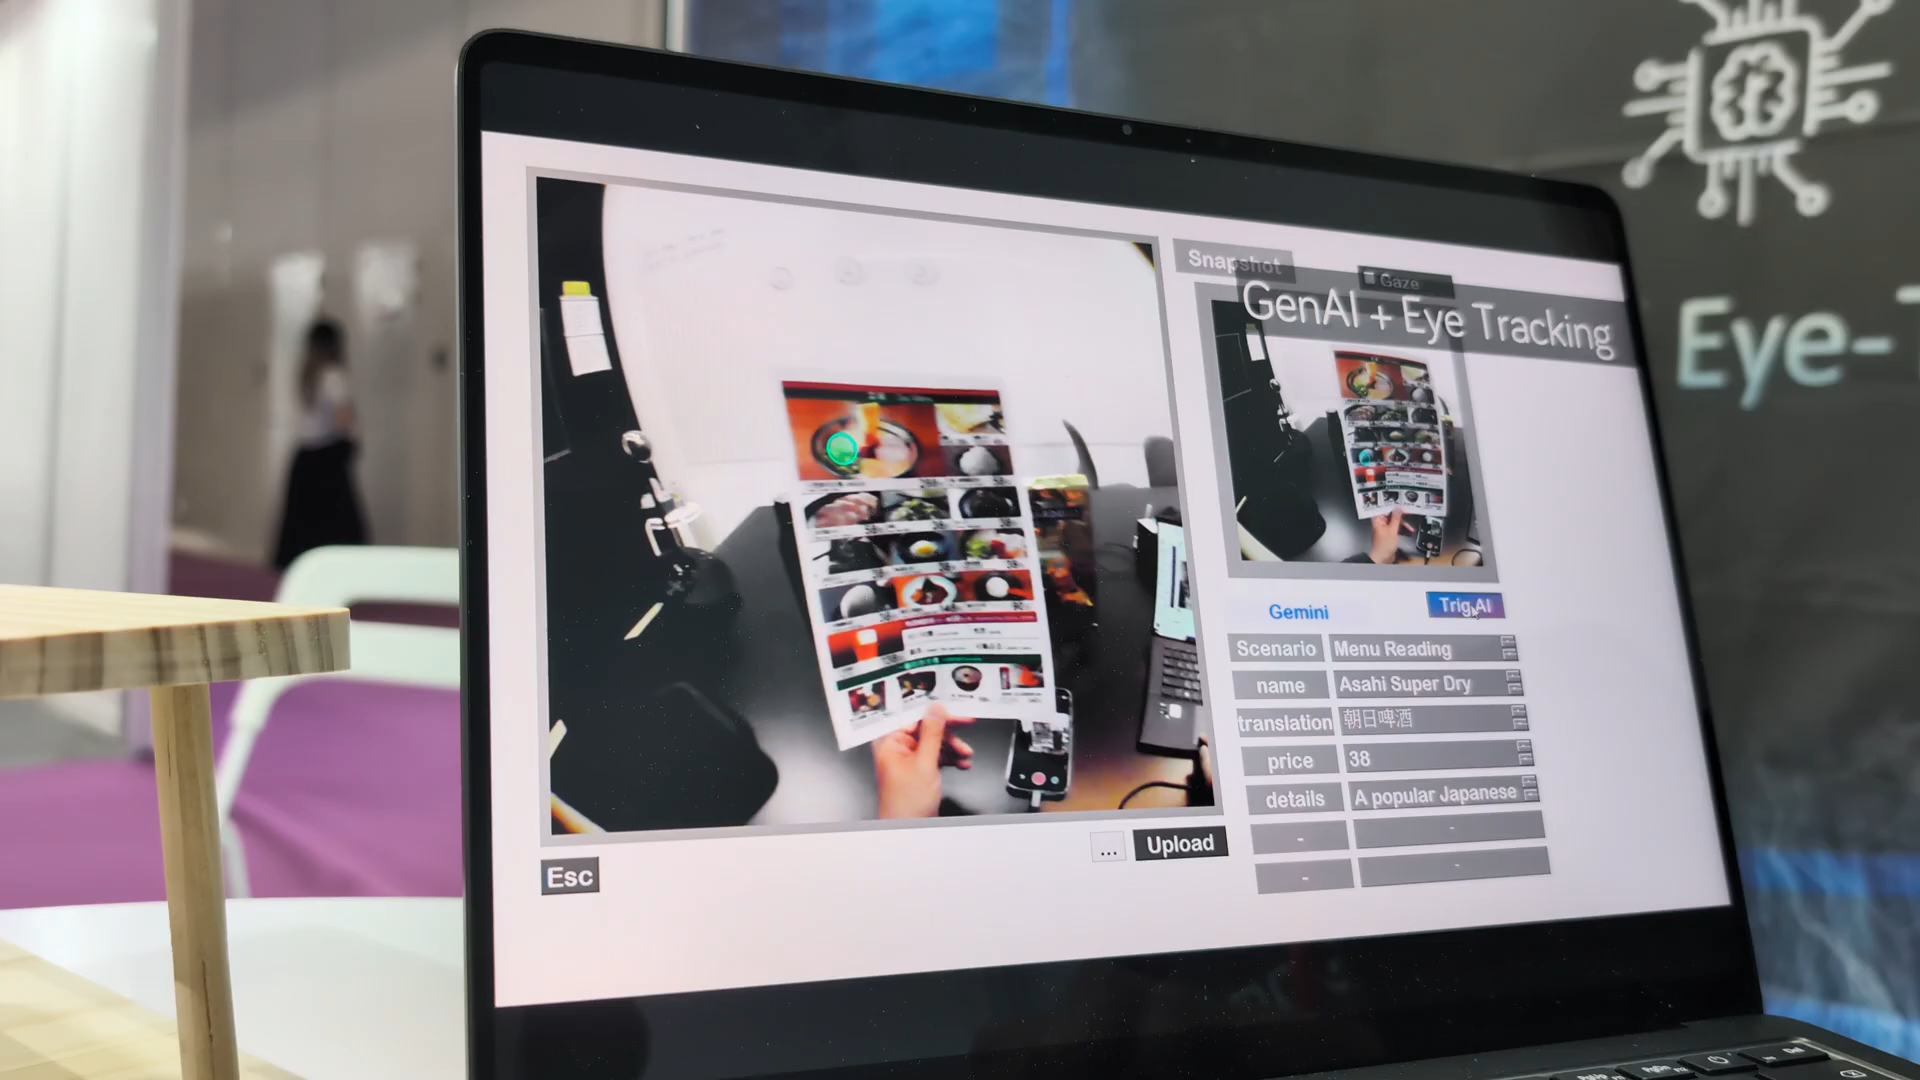 Snapshot
Gaze
GenAI + Eye Tracking
Eye-T
Gemini
Trig AI
Scenario
Menu Reading
name
Asahi Super Dry
translation
朝日啤酒
price
38
details
A popular Japanese
-
-
-
-
...
Upload
Esc